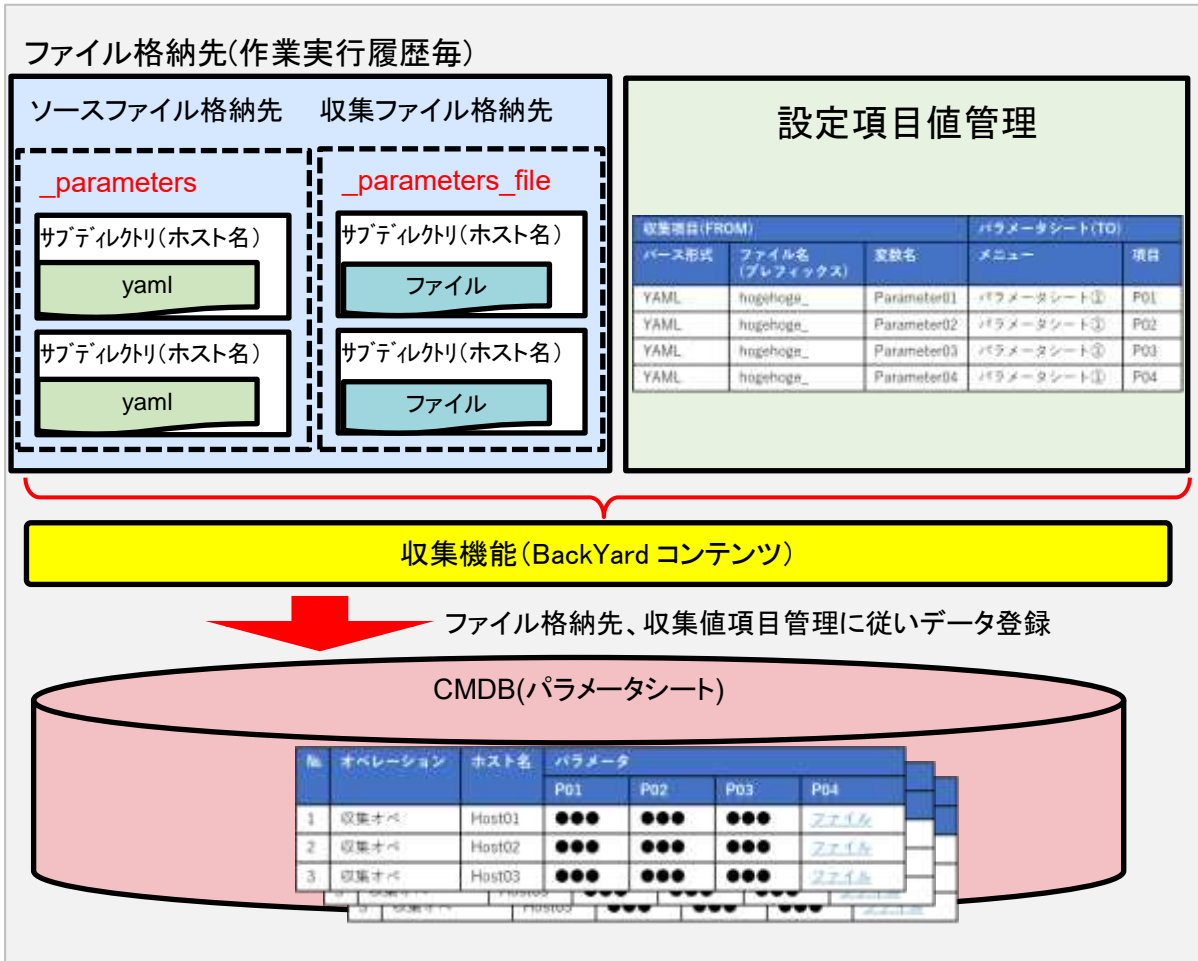 ファイル格納先(作業実行履歴毎)
ソースファイル格納先
収集ファイル格納先
_parameters
サブディレクトリ(ホスト名)
yaml
サブディレクトリ(ホスト名)
yaml
_parameters_file
サブディレクトリ(ホスト名)
ファイル
サブディレクトリ(ホスト名)
ファイル
設定項目値管理
収集項目(FROM) パラメータシート(TO)
パース形式 ファイル名 変数名 メニュー 項目
(プレフィックス)
YAML hogehoge_ Parameter01 パラメータシート① P01
YAML hogehoge_ Parameter02 パラメータシート P02
YAML hogehoge_ Parameter03 パラメータシート P03
YAML hogehoge_ Parameter04 パラメータシート P04
収集機能(BackYard コンテンツ)
ファイル格納先、収集値項目管理に従いデータ登録
CMDB(パラメータシート)
№ オペレーション ホスト名 パラメータ
P01 P02 P03 P04
1 収集オペ Host01 ●●● ●●● ●●● ファイル
2 収集オペ Host02 ●●● ●●● ●●● ファイル
3 収集オペ Host03 ●●● ●●● ●●● ファイル